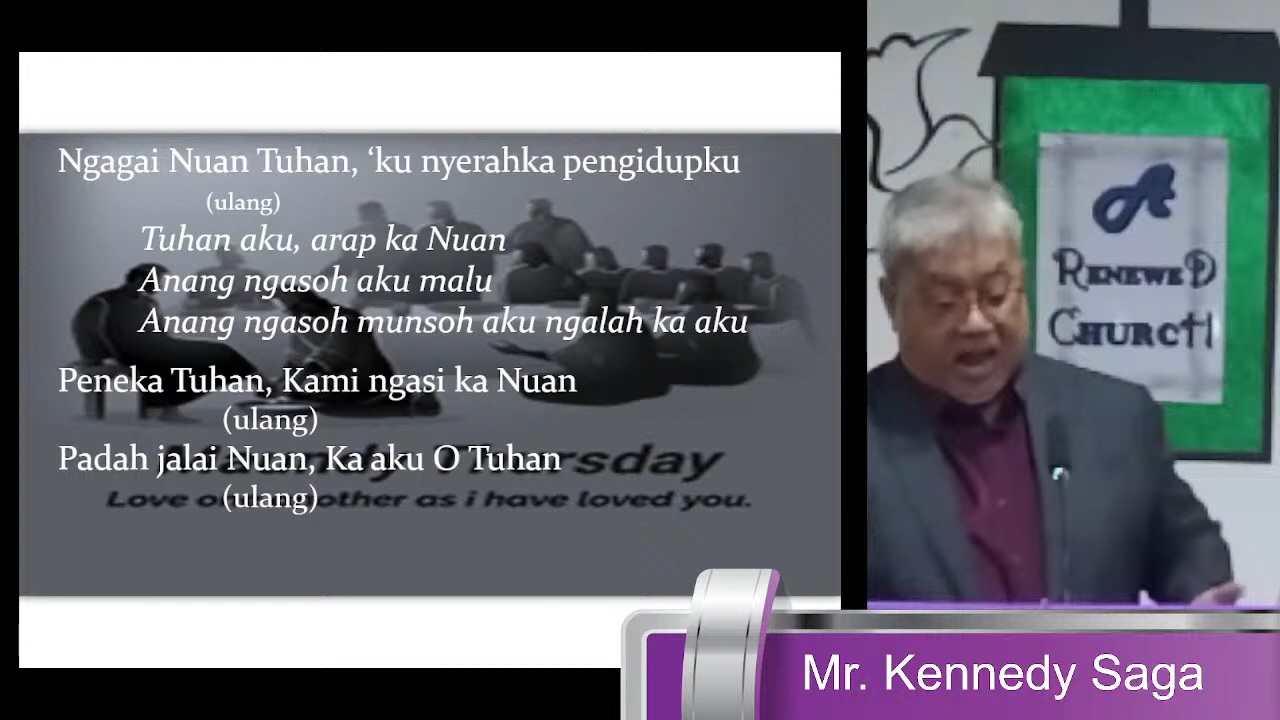 Ngagai Nuan Tuhan, ‘ku nyerahka pengidupku
(ulang)
Tuhan aku, arap ka Nuan
Anang ngasoh aku malu
Anang ngasoh munsoh aku ngalah ka aku
Peneka Tuhan, Kami ngasi ka Nuan
(ulang)
Padah jalai Nuan, Ka aku O Tuhan
(ulang)
rsday
Love on other as i have loved you.
A
RENEWED
CHURCH
Mr. Kennedy Saga